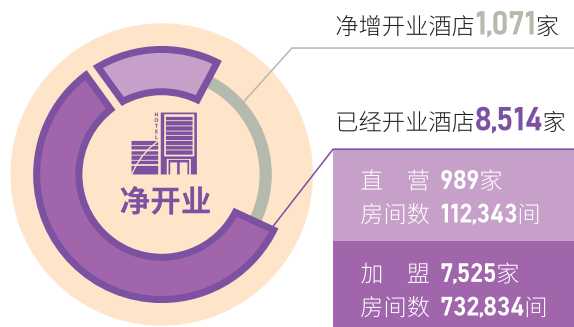 净增开业酒店1,071家
已经开业酒店8,514家
HOTEL
净开业
直 营 989家
房间数 112,343间
加 盟 7,525家
房间数 732,834间